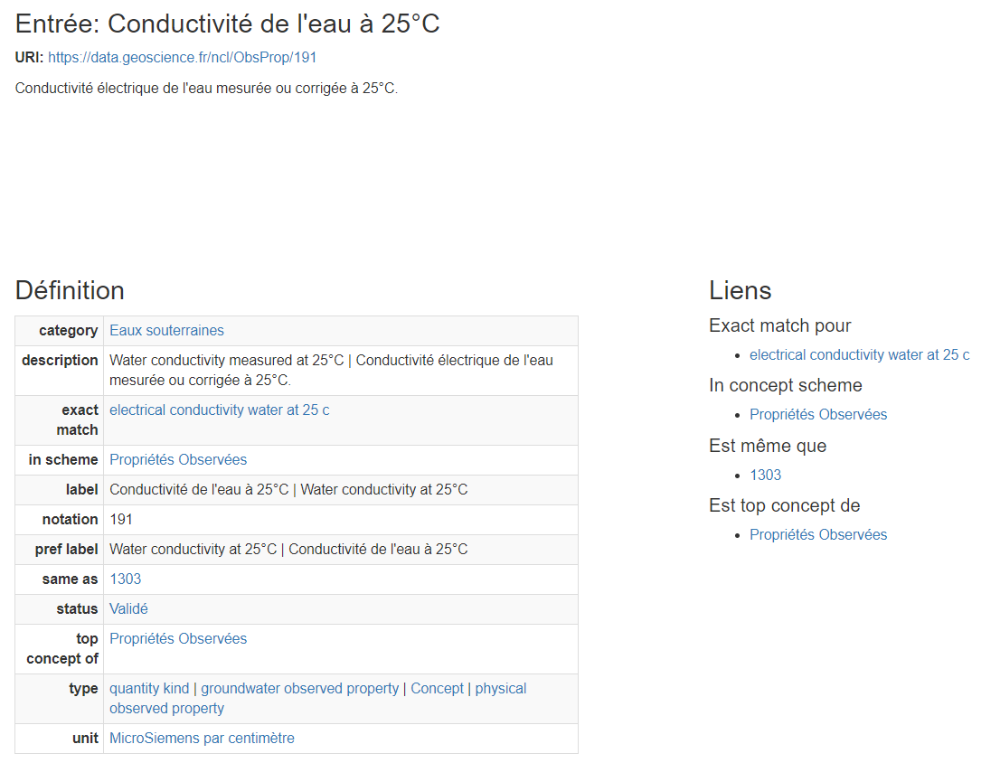 Entrée: Conductivité de l'eau à 25°C
URI: https://data.geoscience.fr/ncl/ObsProp/191
Conductivité électrique de l'eau mesurée ou corrigée à 25°C.
Définition
category Eaux souterraines
description Water conductivity measured at 25°C | Conductivité électrique de l'eau
mesurée ou corrigée à 25°C.
exact electrical conductivity water at 25 c
match
in scheme Propriétés Observées
label Conductivité de l'eau à 25°C | Water conductivity at 25°C
notation 191
pref label Water conductivity at 25°C | Conductivité de l'eau à 25°C
same as 1303
status Validé
top Propriétés Observées
concept of
type quantity kind | groundwater observed property | Concept | physical
observed property
unit MicroSiemens par centimètre
Liens
Exact match pour
electrical conductivity water at 25 c
In concept scheme
Propriétés Observées
Est même que
1303
Est top concept de
Propriétés Observées